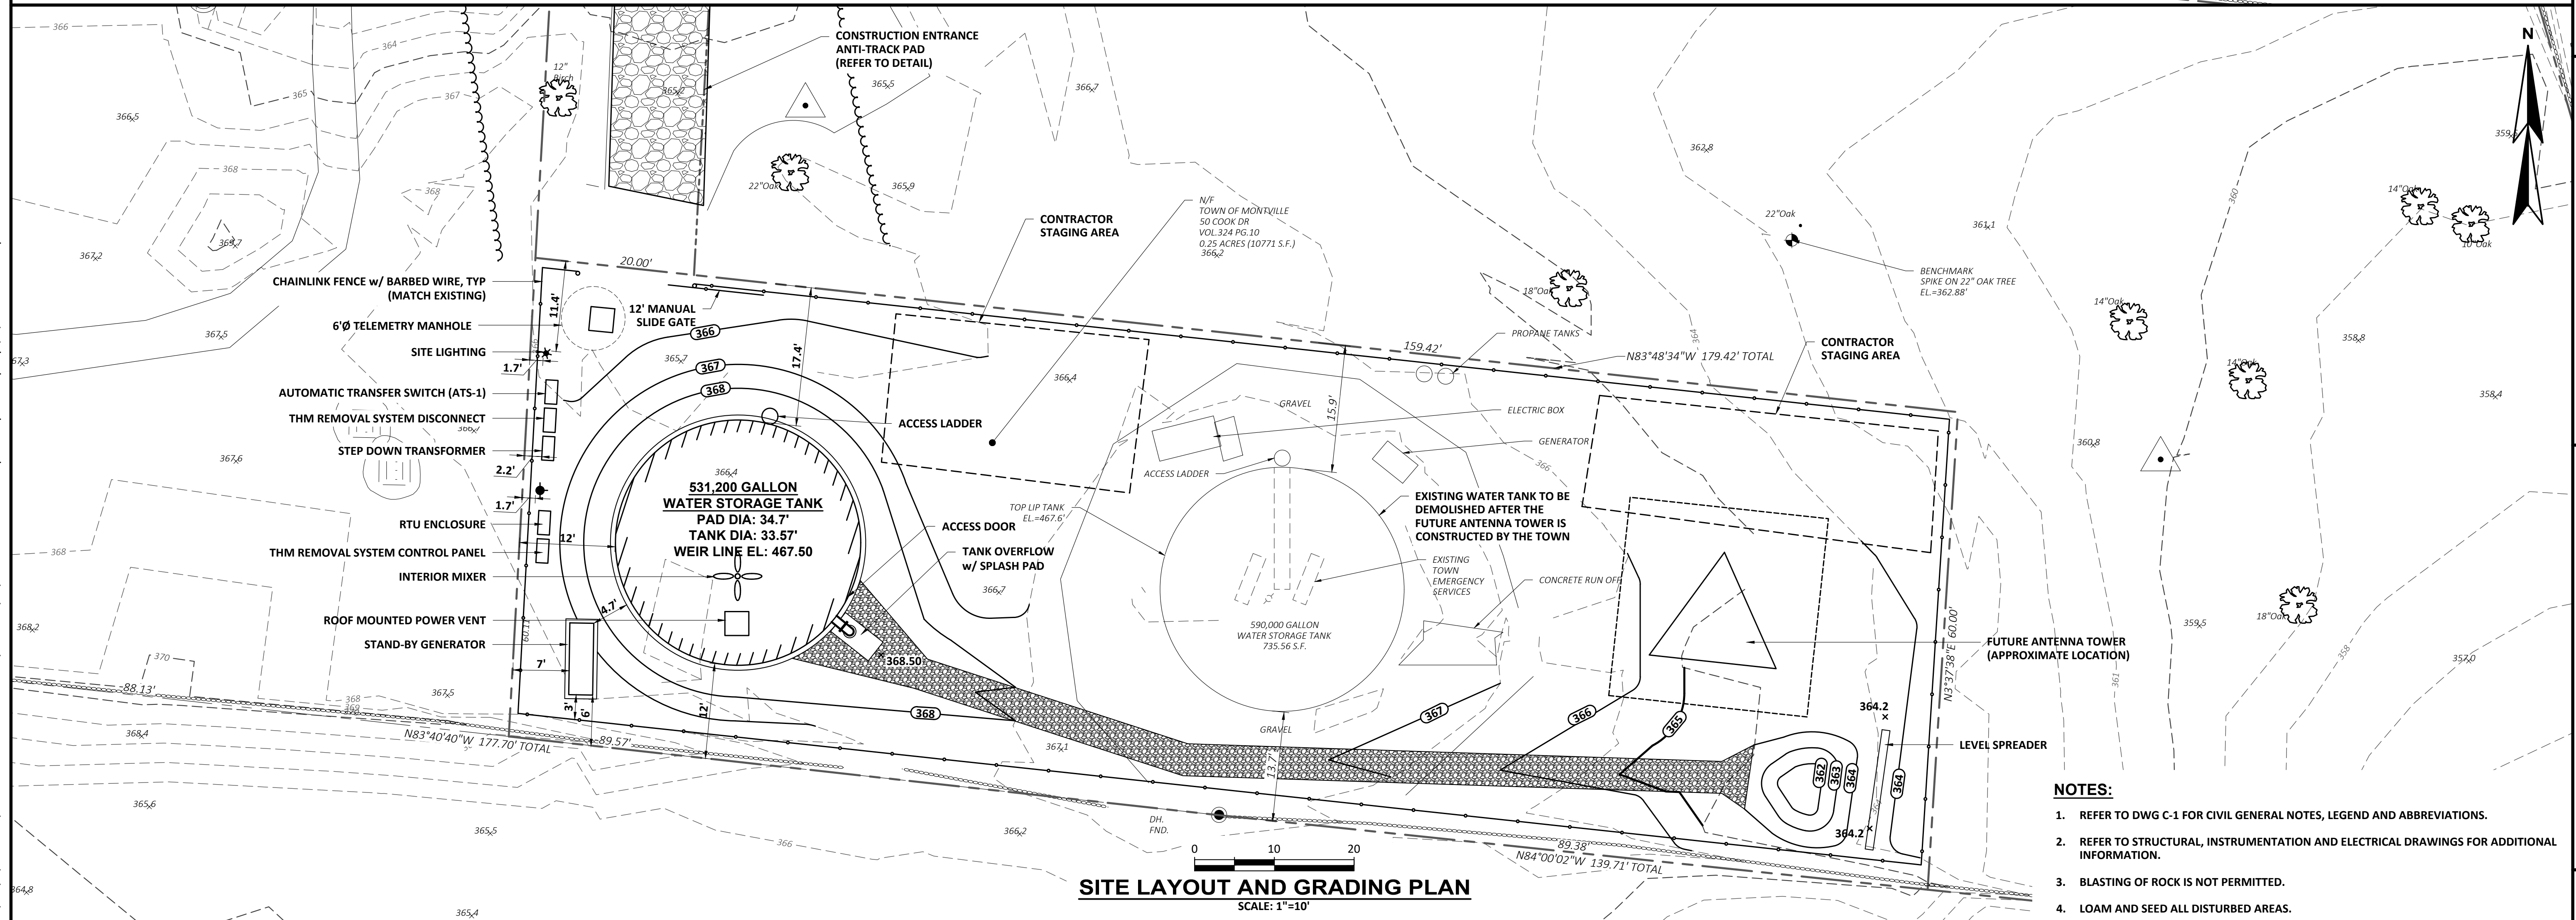 366
364
365
367
366.5
368
369.7
368
367.2
367.5
367.3
12"
Birch
365.2
CONSTRUCTION ENTRANCE
ANTI-TRACK PAD
(REFER TO DETAIL)
365.5
366.7
22"Oak
365.9
N/F
TOWN OF MONTVILLE
50 COOK DR
VOL.324 PG.10
0.25 ACRES (10771 S.F.)
366.2
CONTRACTOR
STAGING AREA
362.8
22"Oak
361.1
BENCHMARK
SPIKE ON 22" OAK TREE
EL.=362.88'
360
14"Oak
10"Oak
N
20.00'
CHAINLINK FENCE w/ BARBED WIRE, TYP
(MATCH EXISTING)
11.4'
12' MANUAL
SLIDE GATE
6'Ø TELEMETRY MANHOLE
SITE LIGHTING
1.7'
366
365.7
367
368
17.4'
AUTOMATIC TRANSFER SWITCH (ATS-1)
THM REMOVAL SYSTEM DISCONNECT
STEP DOWN TRANSFORMER
2.2'
1.7'
RTU ENCLOSURE
THM REMOVAL SYSTEM CONTROL PANEL
12'
INTERIOR MIXER
ROOF MOUNTED POWER VENT
STAND-BY GENERATOR
4.7'
60.11'
7'
3'
6'
12'
366.4
531,200 GALLON
WATER STORAGE TANK
PAD DIA: 34.7'
TANK DIA: 33.57'
WEIR LINE EL: 467.50
ACCESS LADDER
ACCESS DOOR
TANK OVERFLOW
w/ SPLASH PAD
366.7
368.50
368
366.4
18"Oak
PROPANE TANKS
159.42'
N83°48'34"W 179.42' TOTAL
364
CONTRACTOR
STAGING AREA
GRAVEL
15.9'
ELECTRIC BOX
GENERATOR
ACCESS LADDER
366
TOP LIP TANK
EL.=467.6'
EXISTING WATER TANK TO BE
DEMOLISHED AFTER THE
FUTURE ANTENNA TOWER IS
CONSTRUCTED BY THE TOWN
EXISTING
TOWN
EMERGENCY
SERVICES
CONCRETE RUN OFF
590,000 GALLON
WATER STORAGE TANK
735.56 S.F.
GRAVEL
13.7'
367
366
365
FUTURE ANTENNA TOWER
(APPROXIMATE LOCATION)
N3°37'38"E 60.00'
364.2
LEVEL SPREADER
362
363
364
364
364.2
14"Oak
14"Oak
358.8
358.4
360.8
18"Oak
359.5
358
361
357.0
367.6
368
368.2
370
88.13'
368
369
367.5
368.4
N83°40'40"W 177.70' TOTAL
89.57'
367.1
365.6
365.5
366
366.2
364.8
365.4
DH.
FND.
89.38'
N84°00'02"W 139.71' TOTAL
0 10 20
SITE LAYOUT AND GRADING PLAN
SCALE: 1"=10'
NOTES:
1. REFER TO DWG C-1 FOR CIVIL GENERAL NOTES, LEGEND AND ABBREVIATIONS.
2. REFER TO STRUCTURAL, INSTRUMENTATION AND ELECTRICAL DRAWINGS FOR ADDITIONAL
INFORMATION.
3. BLASTING OF ROCK IS NOT PERMITTED.
4. LOAM AND SEED ALL DISTURBED AREAS.